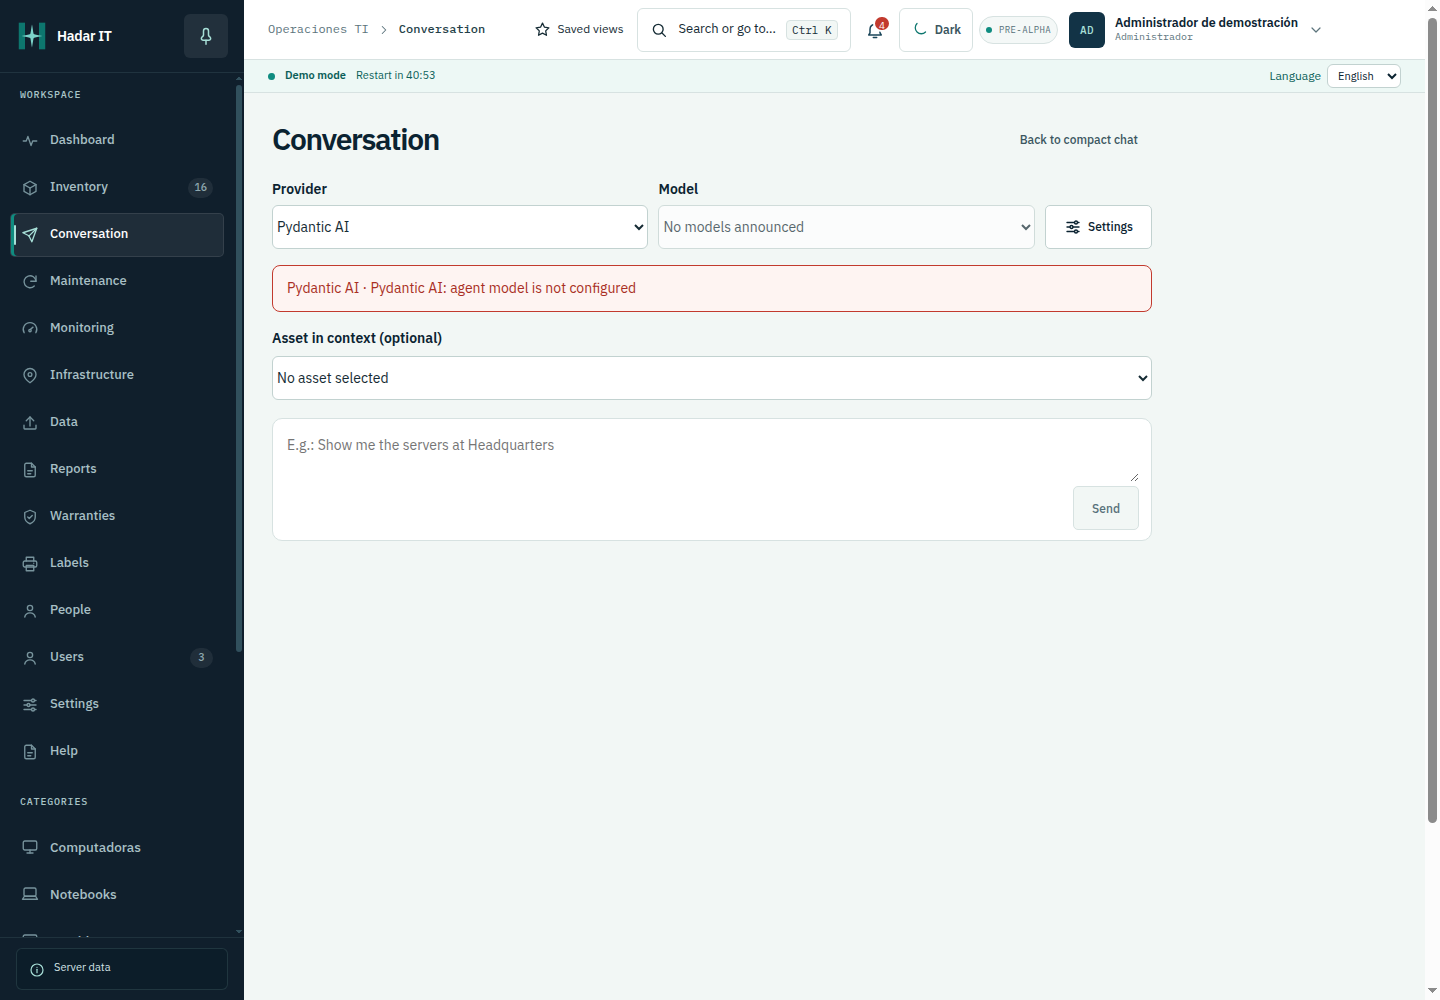 Hadar IT
WORKSPACE
Dashboard
Inventory 16
Conversation
Maintenance
Monitoring
Infrastructure
Data
Reports
Warranties
Labels
People
Users 3
Settings
Help
CATEGORIES
Computadoras
Notebooks
Server data
Operaciones TI > Conversation
Saved views
Search or go to... Ctrl K
4
Dark
PRE-ALPHA
AD
Administrador de demostración
Administrador
Demo mode Restart in 40:53
Language English
Conversation
Back to compact chat
Provider
Model
Pydantic AI
No models announced
Settings
Pydantic AI · Pydantic AI: agent model is not configured
Asset in context (optional)
No asset selected
E.g.: Show me the servers at Headquarters
Send